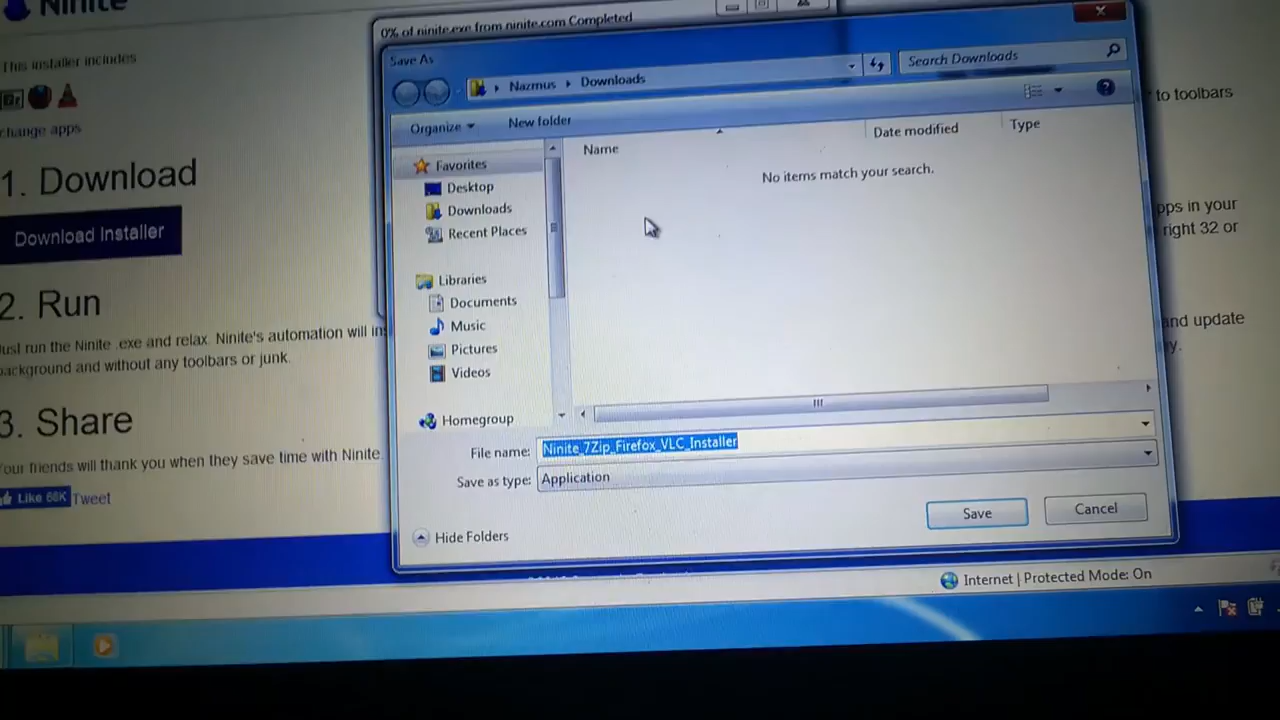 Ninite
This installer includes
change apps
1. Download
Download Installer
2. Run
Just run the Ninite .exe and relax. Ninite's automation will ins
background and without any toolbars or junk.
3. Share
Your friends will thank you when they save time with Ninite.
Like 66K Tweet
0% of ninite.exe from ninite.com Completed
Save As
Nazmus Downloads
Search Downloads
Organize New folder
Favorites
Desktop
Downloads
Recent Places
Libraries
Documents
Music
Pictures
Videos
Homegroup
Name Date modified Type
No items match your search.
File name: Ninite_7Zip_Firefox_VLC_Installer
Save as type: Application
Hide Folders
Save Cancel
to toolbars
pps in your
right 32 or
and update
y.
Internet | Protected Mode: On